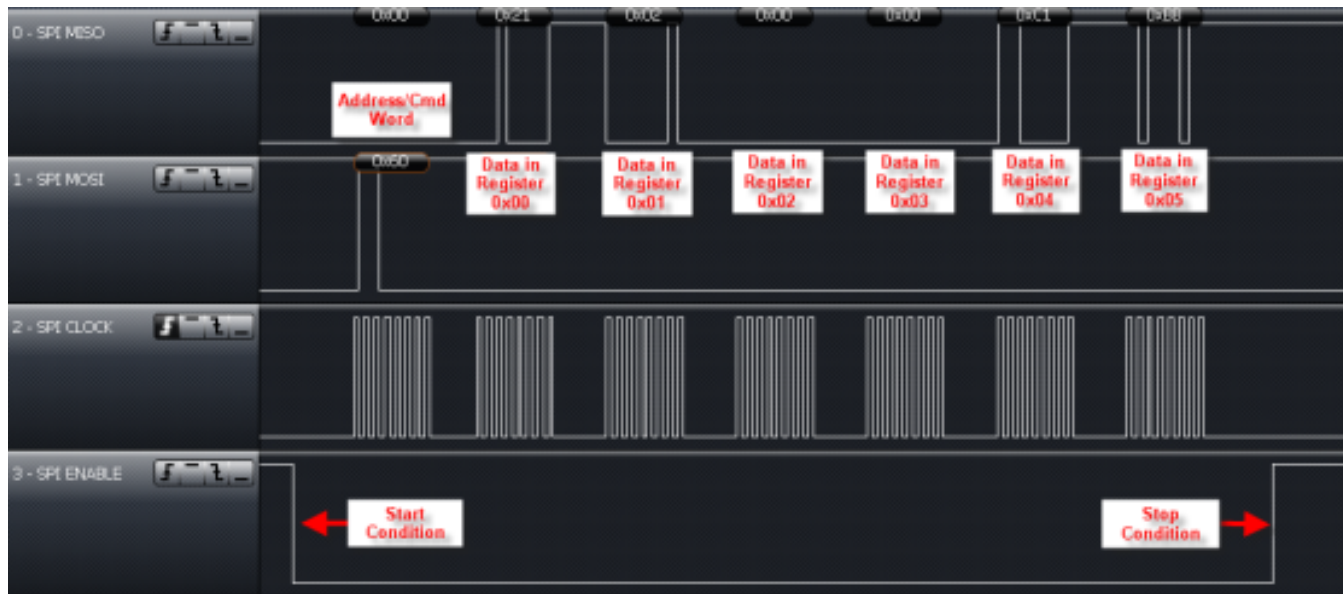 0 - SPI MISO
0X00
0X21
0X02
0X00
0X00
0XC1
0XBB
Address/Cmd
Word
1 - SPI MOSI
0X60
Data in
Register
0x00
Data in
Register
0x01
Data in
Register
0x02
Data in
Register
0x03
Data in
Register
0x04
Data in
Register
0x05
2 - SPI CLOCK
3 - SPI ENABLE
Start
Condition
Stop
Condition